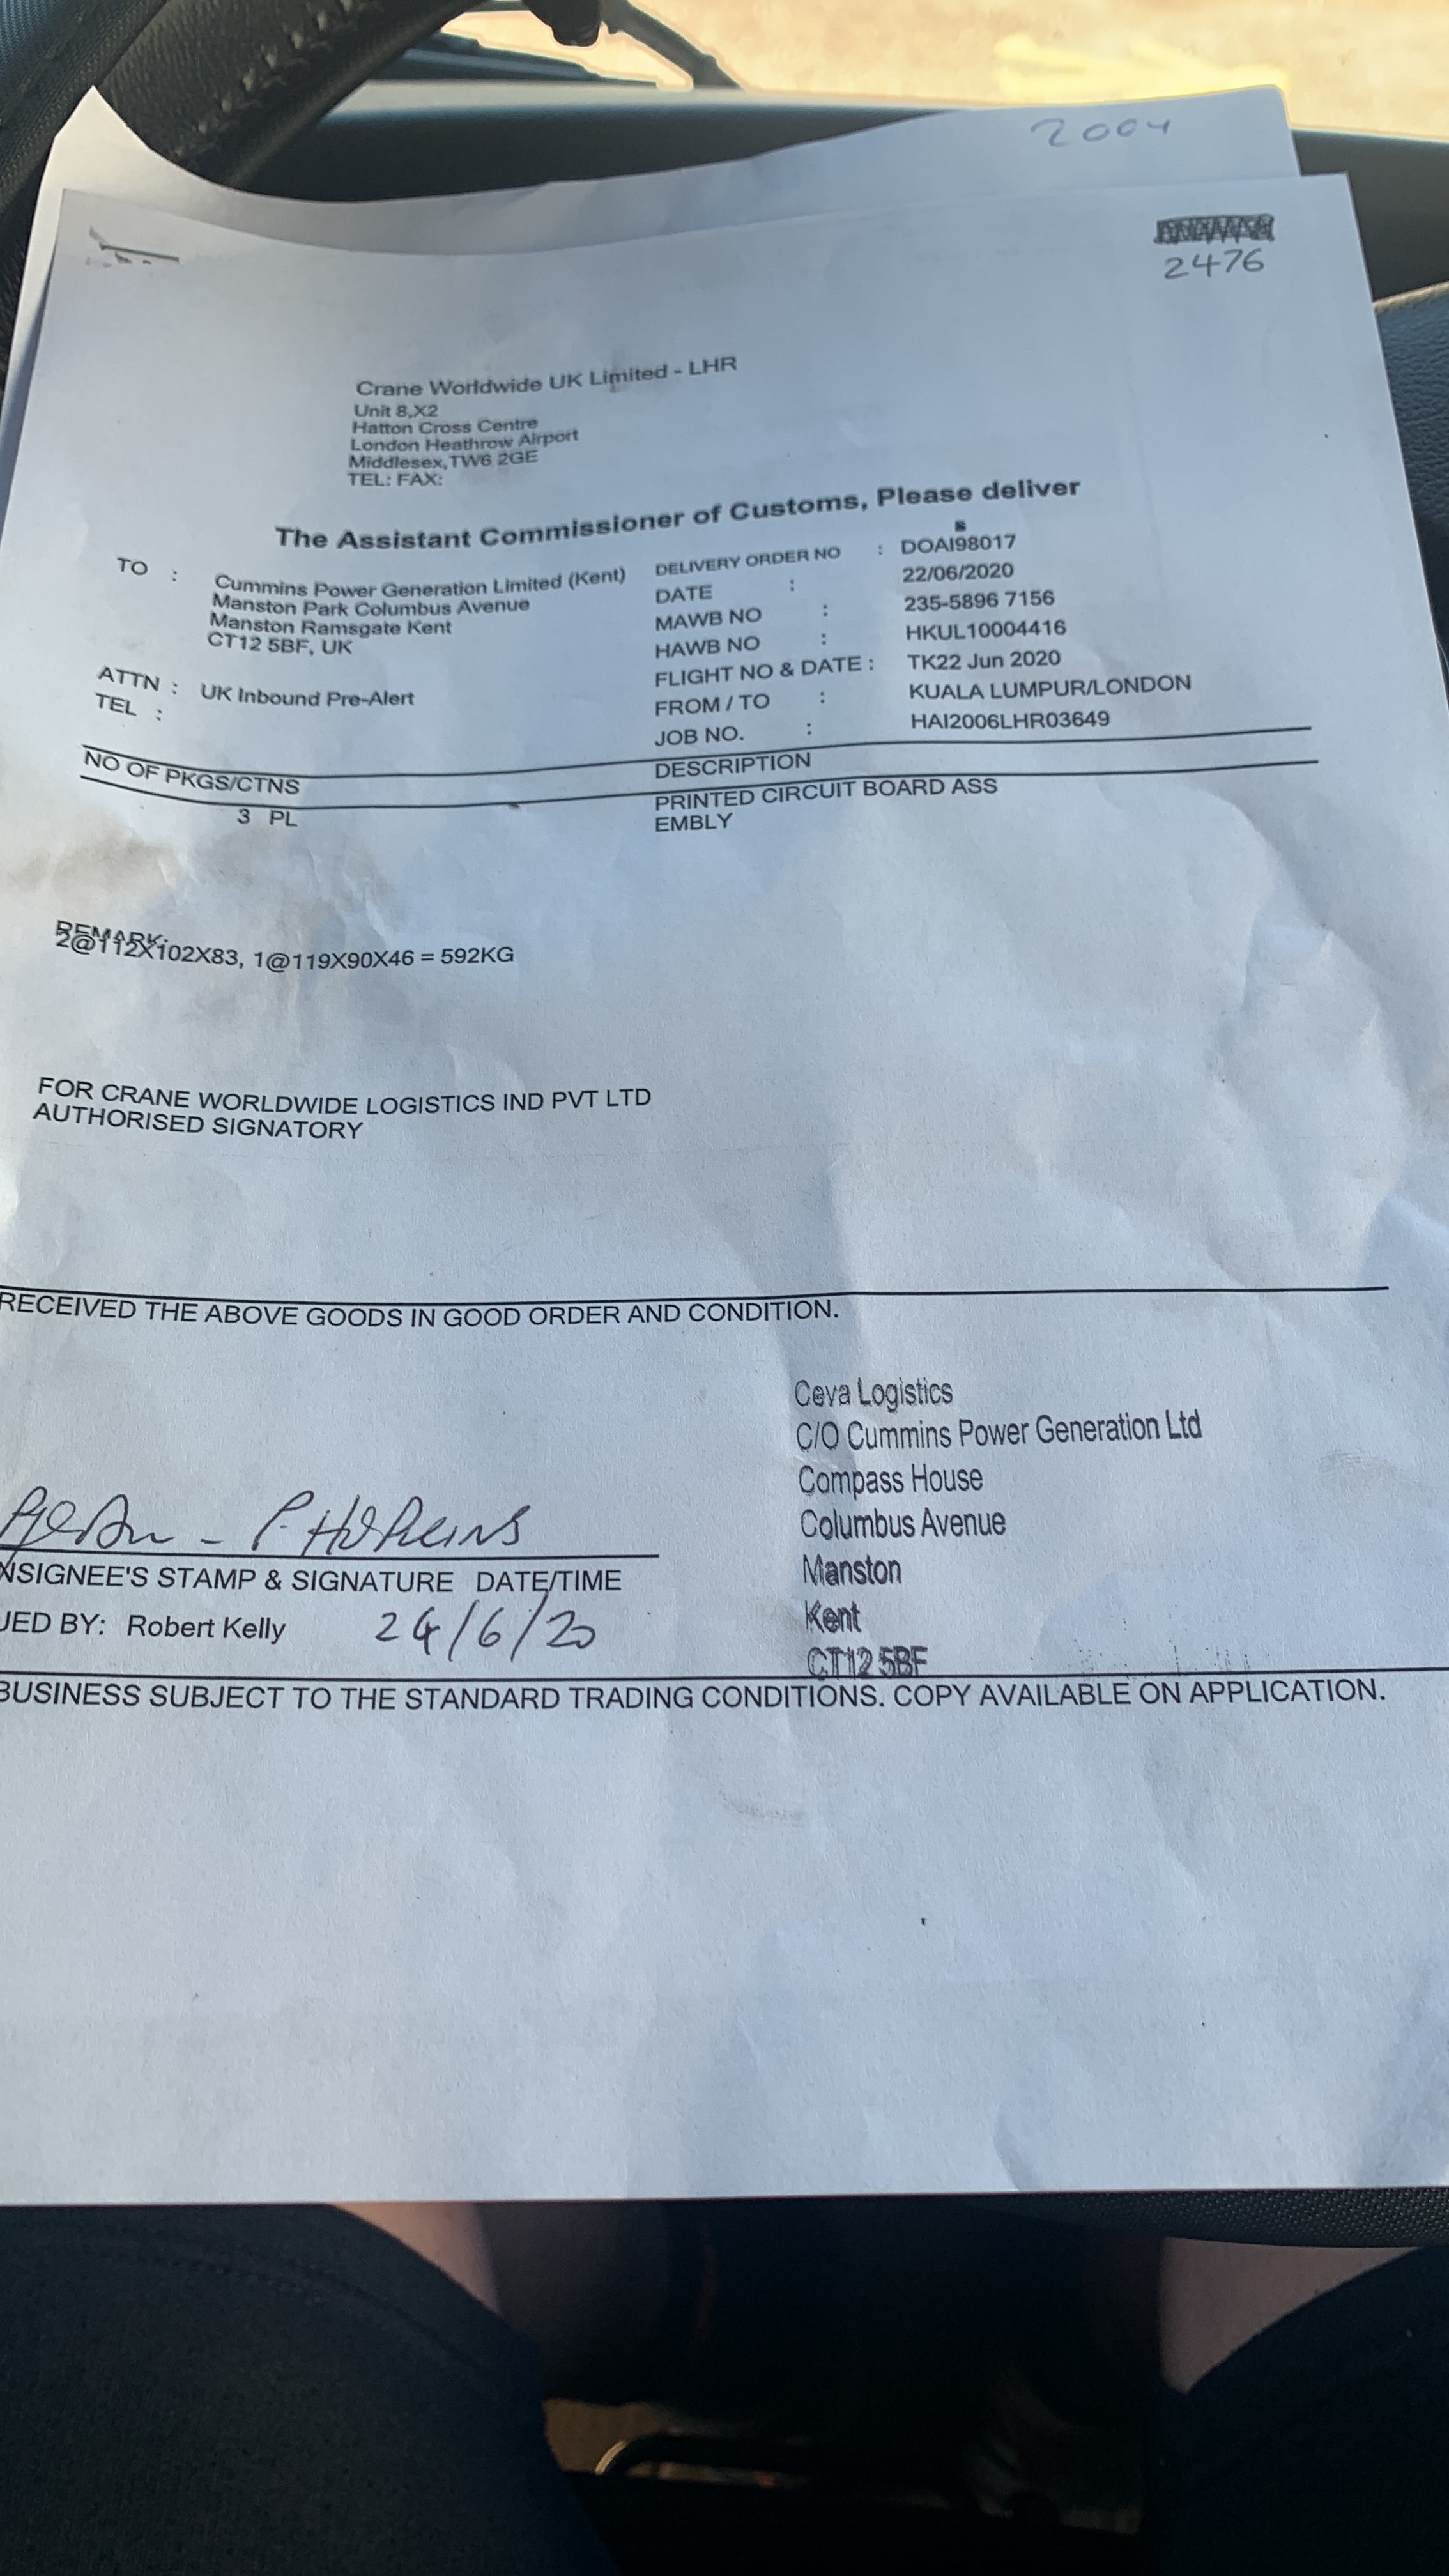 2004
2476
Crane Worldwide UK Limited - LHR
Unit 8,X2
Hatton Cross Centre
London Heathrow Airport
Middlesex,TW6 2GE
TEL: FAX:
The Assistant Commissioner of Customs, Please deliver
TO : Cummins Power Generation Limited (Kent)
Manston Park Columbus Avenue
Manston Ramsgate Kent
CT12 5BF, UK
ATTN : UK Inbound Pre-Alert
TEL :
DELIVERY ORDER NO : DOAI98017
DATE : 22/06/2020
MAWB NO : 235-5896 7156
HAWB NO : HKUL10004416
FLIGHT NO & DATE : TK22 Jun 2020
FROM / TO : KUALA LUMPUR/LONDON
JOB NO. : HAI2006LHR03649
NO OF PKGS/CTNS DESCRIPTION
3 PL PRINTED CIRCUIT BOARD ASS
EMBLY
REMARK:
2@112X102X83, 1@119X90X46 = 592KG
FOR CRANE WORLDWIDE LOGISTICS IND PVT LTD
AUTHORISED SIGNATORY
RECEIVED THE ABOVE GOODS IN GOOD ORDER AND CONDITION.
Ceva Logistics
C/O Cummins Power Generation Ltd
Compass House
Columbus Avenue
Manston
Kent
CT12 5BF
P. HOPKINS
NSIGNEE'S STAMP & SIGNATURE DATE/TIME
UED BY: Robert Kelly 24/6/20
BUSINESS SUBJECT TO THE STANDARD TRADING CONDITIONS. COPY AVAILABLE ON APPLICATION.